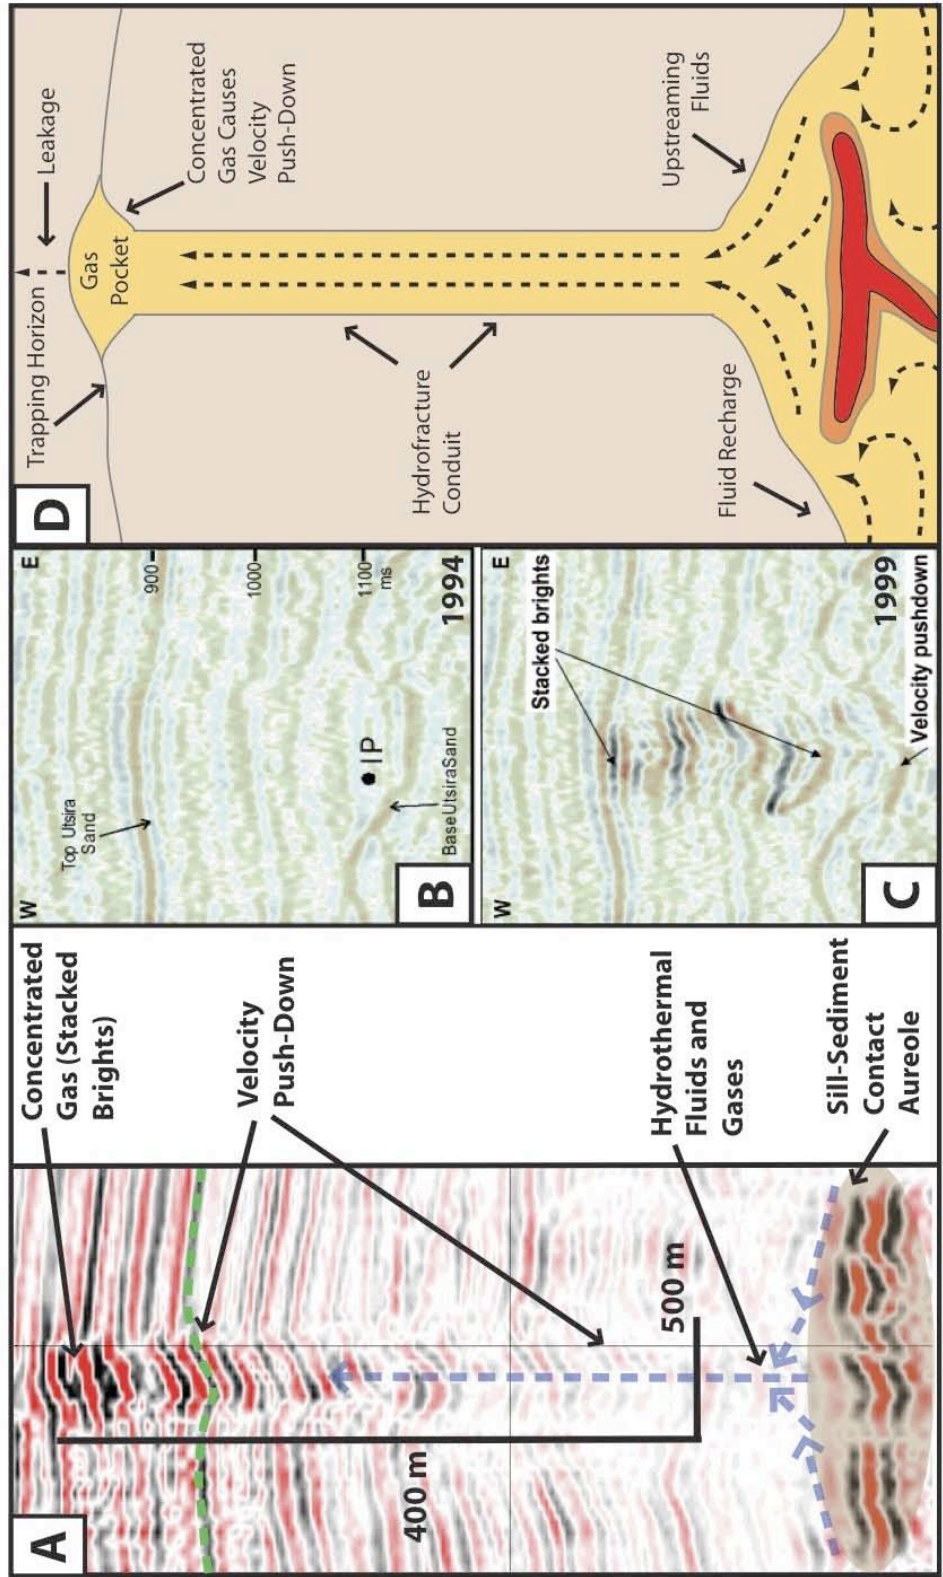 A
Concentrated
Gas (Stacked
Brights)
Velocity
Push-Down
Hydrothermal
Fluids and
Gases
Sill-Sediment
Contact
Aureole
400 m
500 m
B
W
E
Top Utsira
Sand
900
1000
1100
ms
IP
BaseUtsiraSand
1994
C
W
E
Stacked brights
1999
Velocity pushdown
D
Trapping Horizon
Leakage
Gas
Pocket
Concentrated
Gas Causes
Velocity
Push-Down
Hydrofracture
Conduit
Upstreaming
Fluids
Fluid Recharge